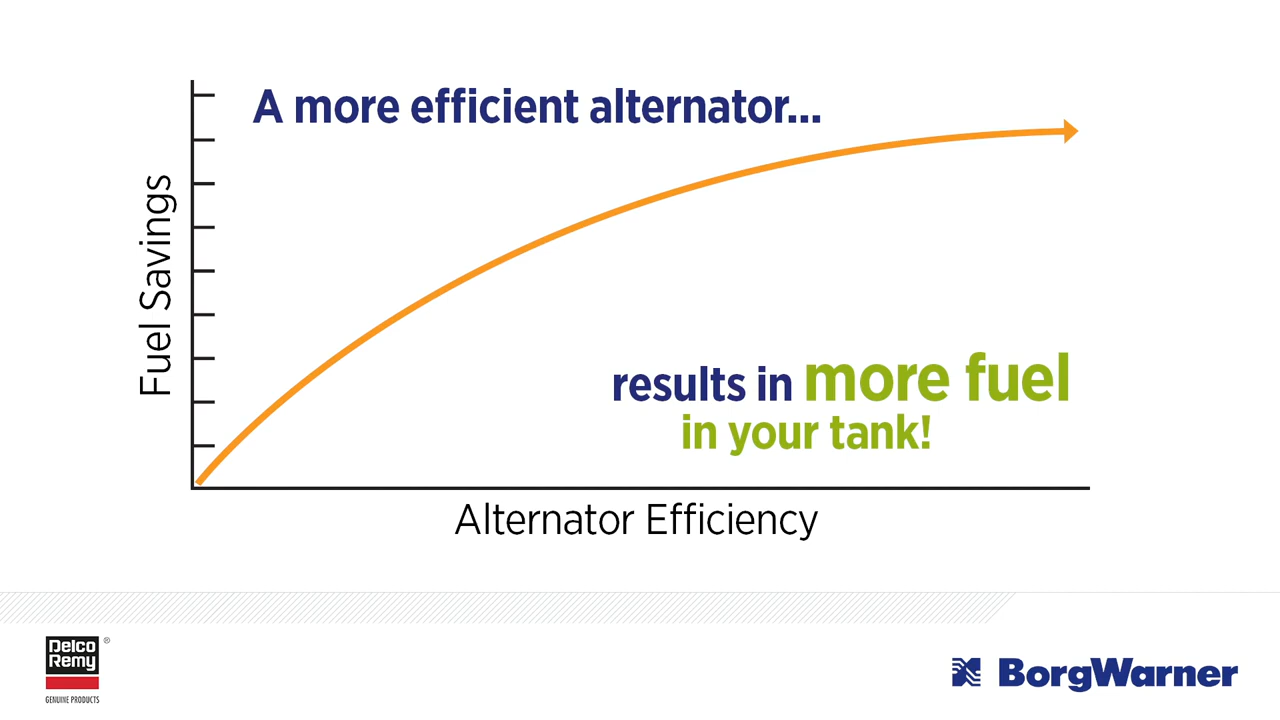 A more efficient alternator...
Fuel Savings
results in more fuel
in your tank!
Alternator Efficiency
Delco
Remy
®
GENUINE PRODUCTS
BorgWarner